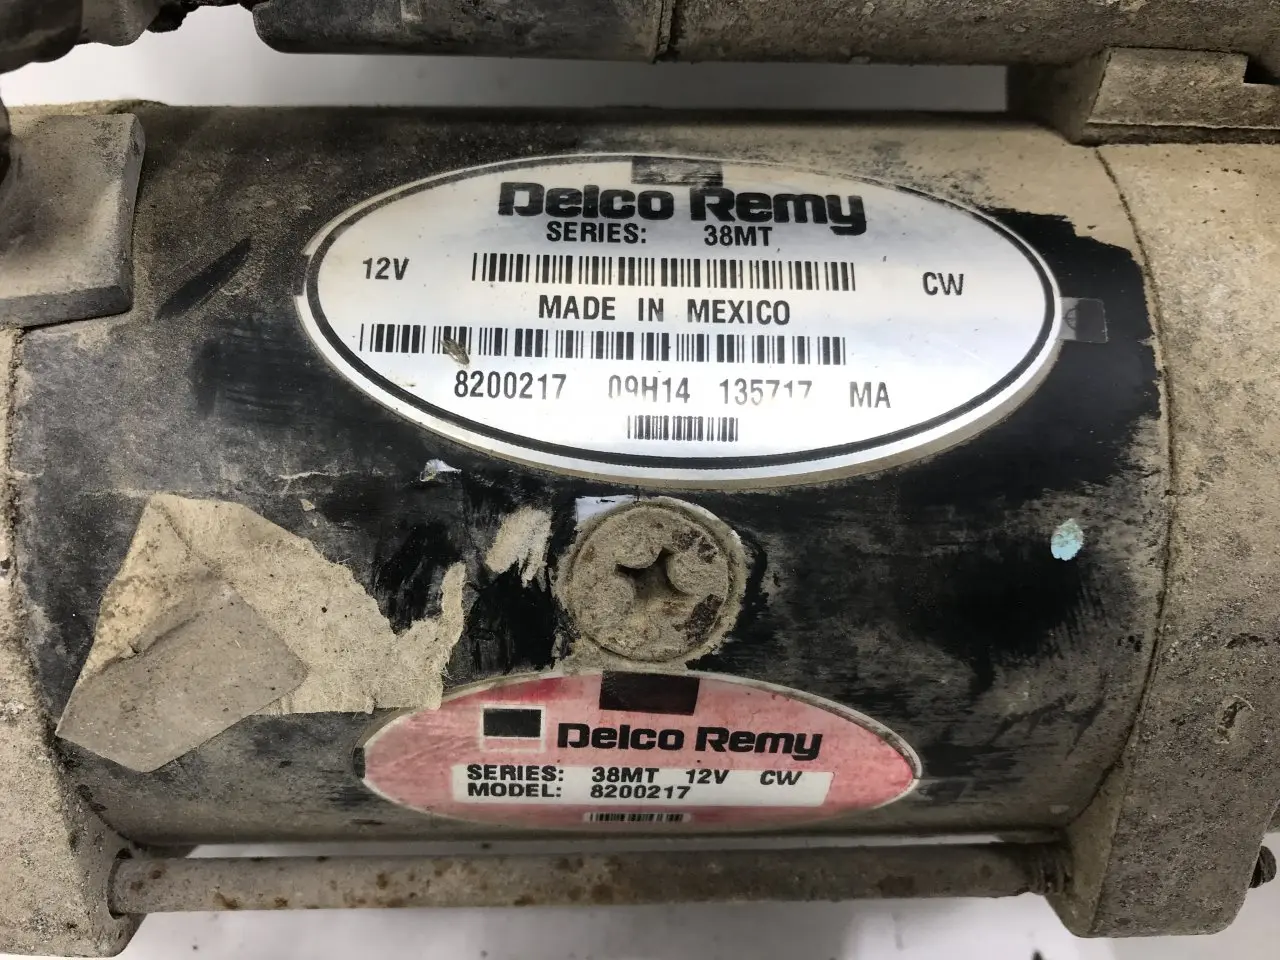 Delco Remy
SERIES: 38MT
12V CW
MADE IN MEXICO
8200217 09H14 135717 MA
Delco Remy
SERIES: 38MT 12V CW
MODEL: 8200217